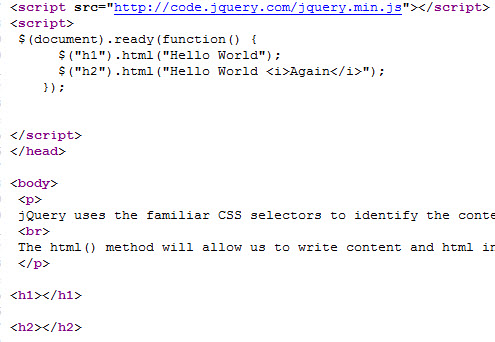 <script src="http://code.jquery.com/jquery.min.js"></script>
<script>
$(document).ready(function() {
$("h1").html("Hello World");
$("h2").html("Hello World <i>Again</i>");
});
</script>
</head>
<body>
<p>
jQuery uses the familiar CSS selectors to identify the conte
<br>
The html() method will allow us to write content and html in
</p>
<h1></h1>
<h2></h2>